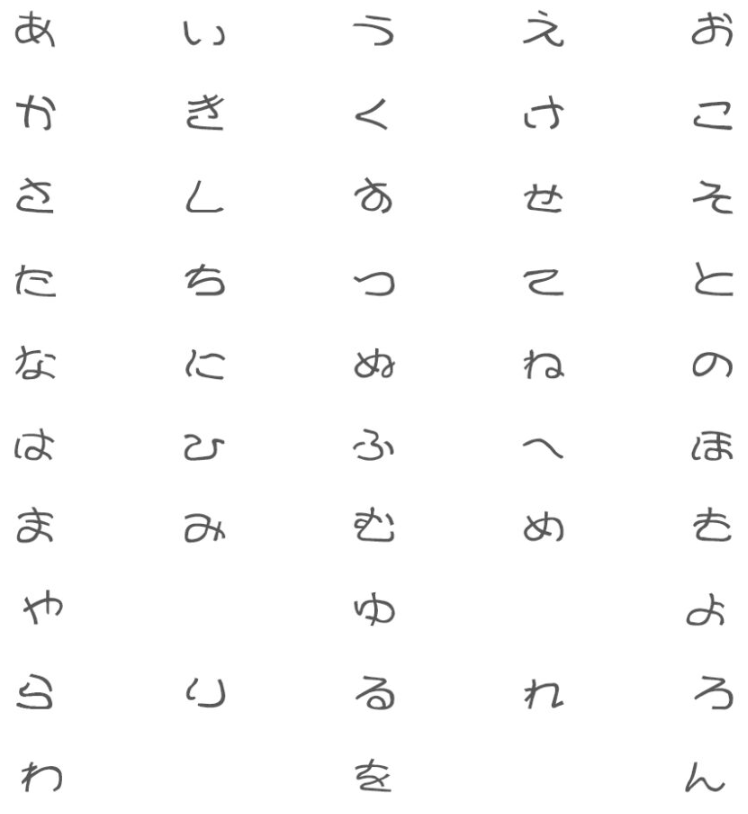 あ い う え お
か き く け こ
さ し す せ そ
た ち つ て と
な に ぬ ね の
は ひ ふ へ ほ
ま み む め も
や ゆ よ
ら り る れ ろ
わ を ん